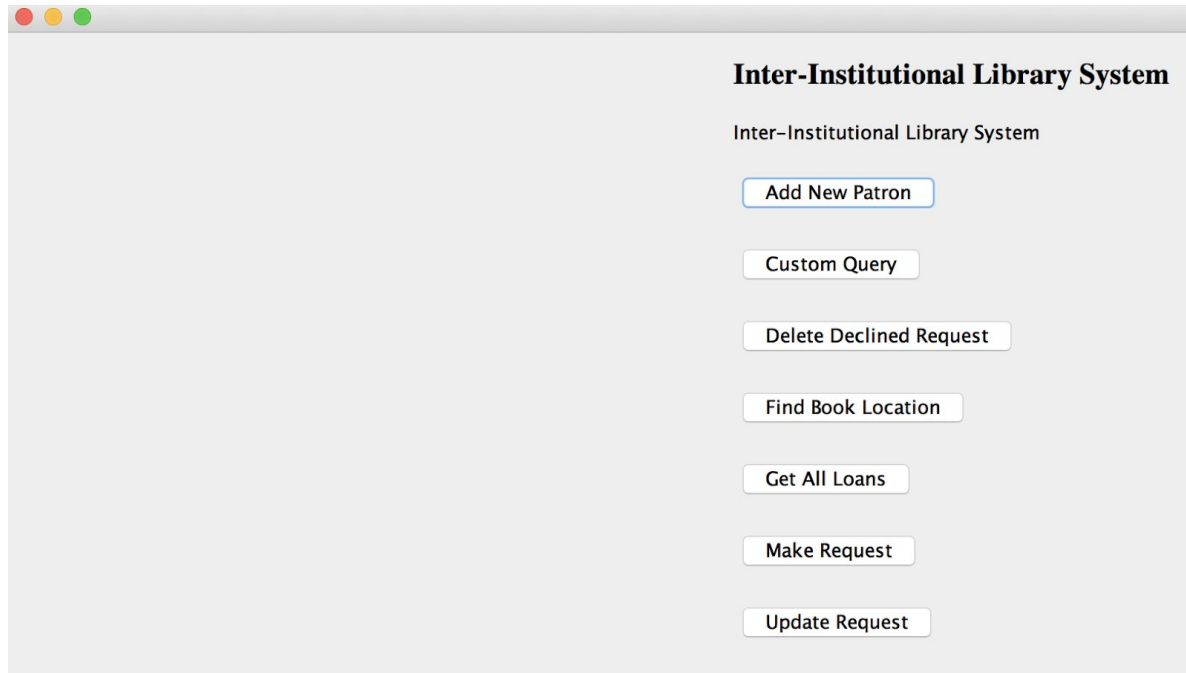 Inter-Institutional Library System
Inter-Institutional Library System
Add New Patron
Custom Query
Delete Declined Request
Find Book Location
Get All Loans
Make Request
Update Request